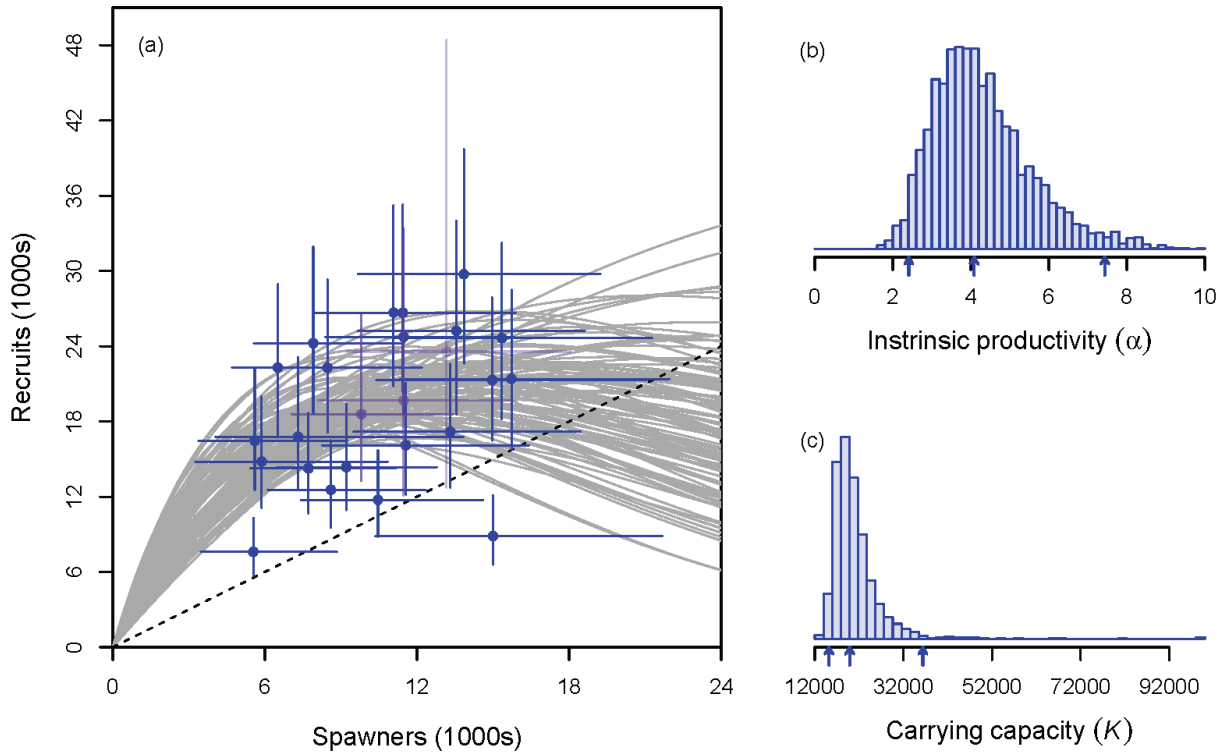 (a)
48
42
36
30
24
18
12
6
0
Recruits (1000s)
0 6 12 18 24
Spawners (1000s)
(b)
0 2 4 6 8 10
Instrinsic productivity (α)
(c)
12000 32000 52000 72000 92000
Carrying capacity (K)